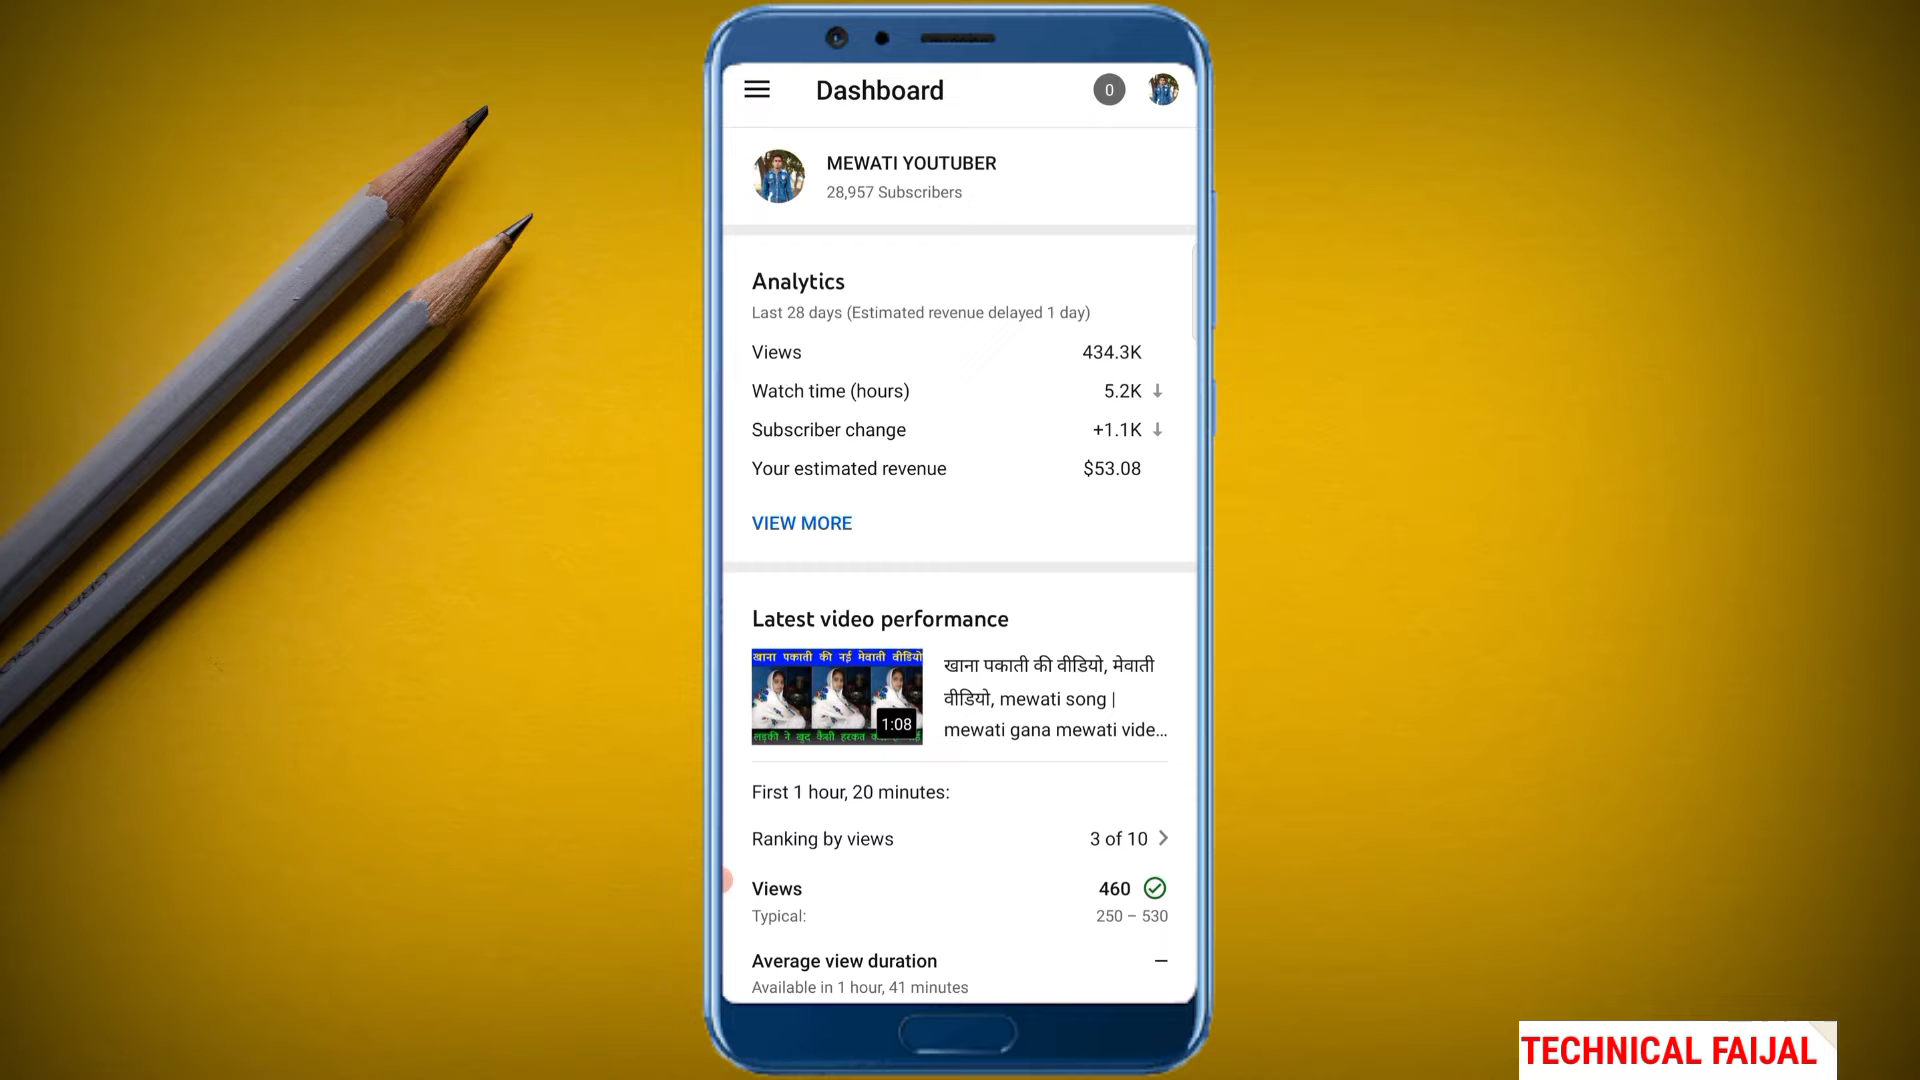 Dashboard
0
MEWATI YOUTUBER
28,957 Subscribers
Analytics
Last 28 days (Estimated revenue delayed 1 day)
Views 434.3K
Watch time (hours) 5.2K
Subscriber change +1.1K
Your estimated revenue $53.08
VIEW MORE
Latest video performance
खाना पकाती की नई मेवाती वीडियो
1:08
लड़की ने खुद कैसी हरकत
खाना पकाती की वीडियो, मेवाती
वीडियो, mewati song |
mewati gana mewati vide...
First 1 hour, 20 minutes:
Ranking by views 3 of 10
Views 460
Typical: 250 – 530
Average view duration —
Available in 1 hour, 41 minutes
TECHNICAL FAIJAL